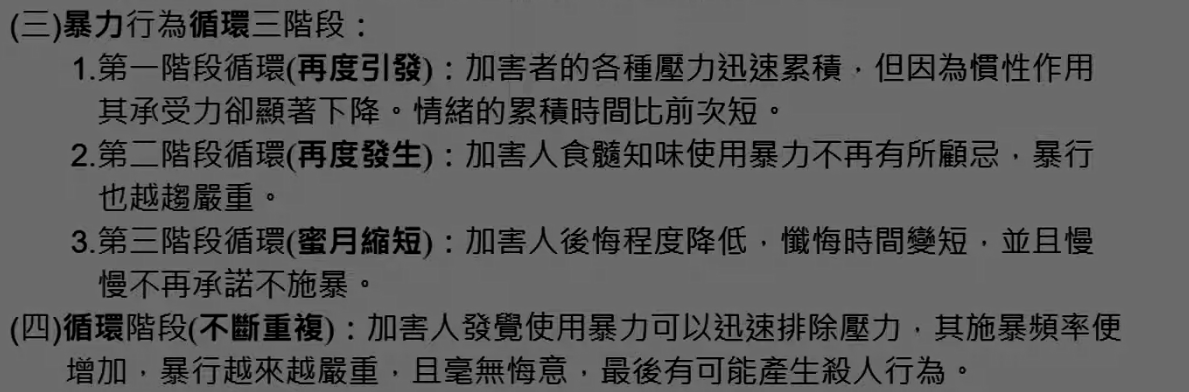 (三)暴力行為循環三階段：
1.第一階段循環(再度引發)：加害者的各種壓力迅速累積，但因為慣性作用
其承受力卻顯著下降。情緒的累積時間比前次短。
2.第二階段循環(再度發生)：加害人食髓知味使用暴力不再有所顧忌，暴行
也越趨嚴重。
3.第三階段循環(蜜月縮短)：加害人後悔程度降低，懺悔時間變短，並且慢
慢不再承諾不施暴。
(四)循環階段(不斷重複)：加害人發覺使用暴力可以迅速排除壓力，其施暴頻率便
增加，暴行越來越嚴重，且毫無悔意，最後有可能產生殺人行為。